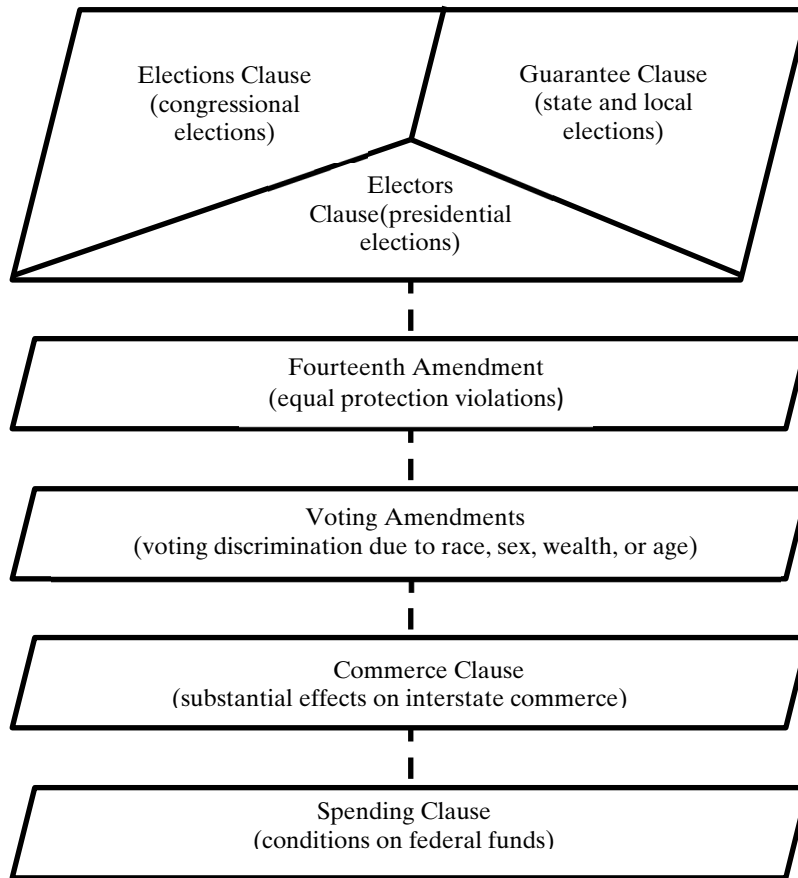 Elections Clause
(congressional
elections)
Guarantee Clause
(state and local
elections)
Electors
Clause(presidential
elections)
Fourteenth Amendment
(equal protection violations)
Voting Amendments
(voting discrimination due to race, sex, wealth, or age)
Commerce Clause
(substantial effects on interstate commerce)
Spending Clause
(conditions on federal funds)